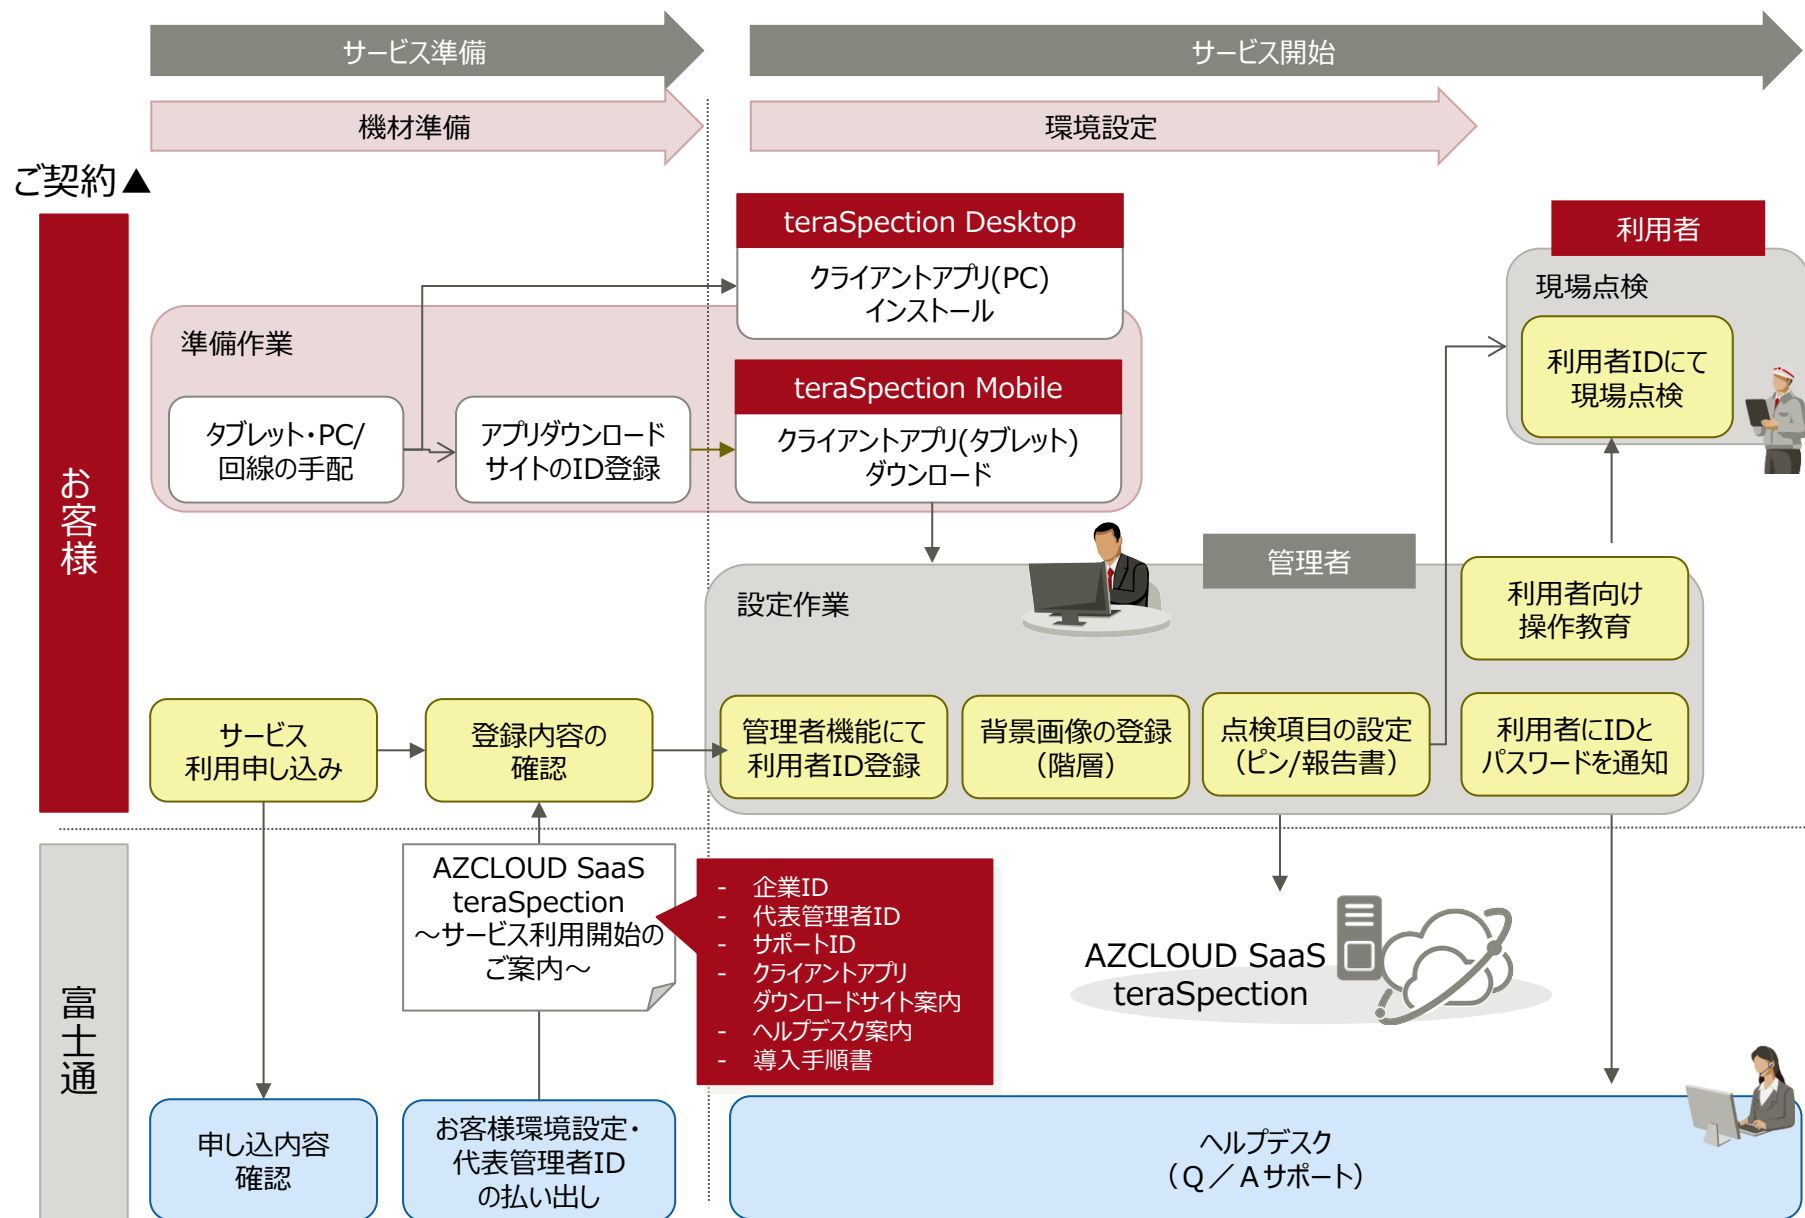 サービス準備
サービス開始
機材準備
環境設定
ご契約▲
お客様
teraSpection Desktop
クライアントアプリ(PC)
インストール
利用者
現場点検
利用者IDにて
現場点検
準備作業
teraSpection Mobile
クライアントアプリ(タブレット)
ダウンロード
タブレット・PC/
回線の手配
アプリダウンロード
サイトのID登録
管理者
設定作業
利用者向け
操作教育
サービス
利用申し込み
登録内容の
確認
管理者機能にて
利用者ID登録
背景画像の登録
（階層）
点検項目の設定
（ピン/報告書）
利用者にIDと
パスワードを通知
富士通
AZCLOUD SaaS
teraSpection
～サービス利用開始の
ご案内～
- 企業ID
- 代表管理者ID
- サポートID
- クライアントアプリ
ダウンロードサイト案内
- ヘルプデスク案内
- 導入手順書
AZCLOUD SaaS
teraSpection
申し込内容
確認
お客様環境設定・
代表管理者ID
の払い出し
ヘルプデスク
（Ｑ／Ａサポート）